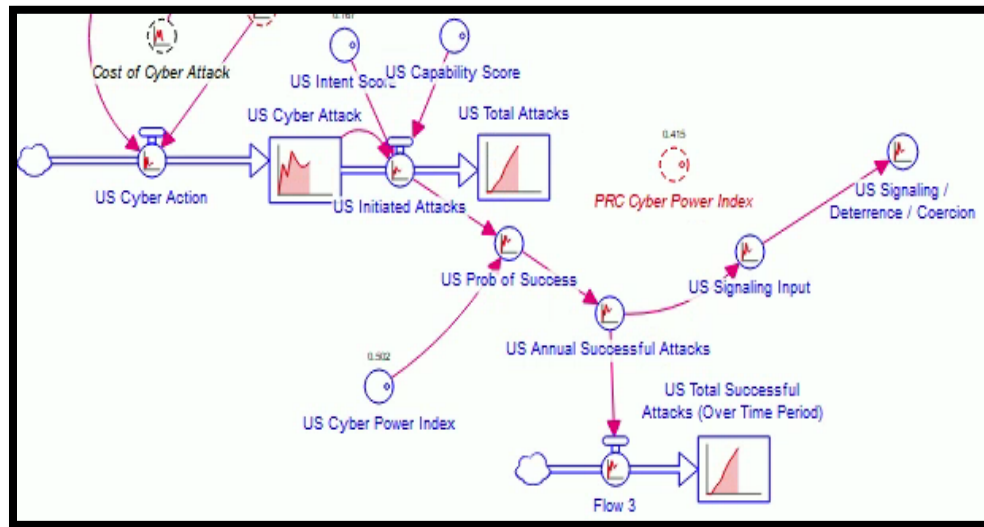 0.167
Cost of Cyber Attack
US Intent Score
US Capability Score
US Cyber Attack
US Total Attacks
0.415
US Cyber Action
US Initiated Attacks
PRC Cyber Power Index
US Signaling /
Deterrence / Coercion
US Prob of Success
US Signaling Input
US Annual Successful Attacks
0.502
US Cyber Power Index
US Total Successful
Attacks (Over Time Period)
Flow 3